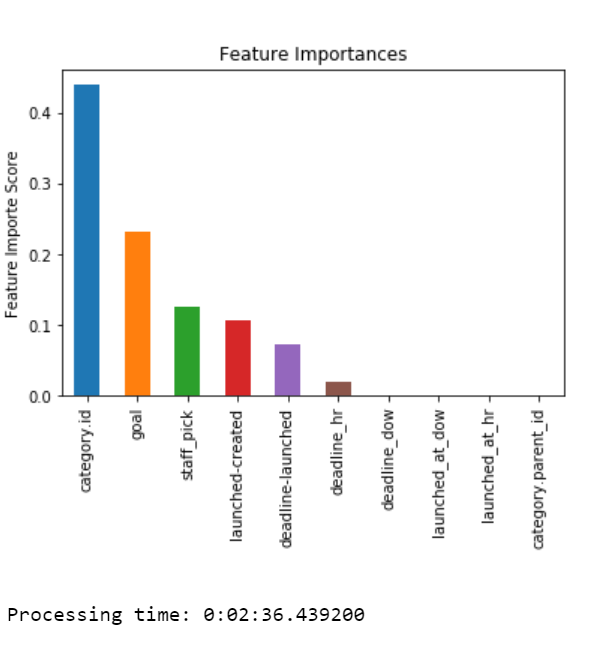 Feature Importances
Feature Importe Score
0.4
0.3
0.2
0.1
0.0
category.id
goal
staff_pick
launched-created
deadline-launched
deadline_hr
deadline_dow
launched_at_dow
launched_at_hr
category.parent_id
Processing time: 0:02:36.439200